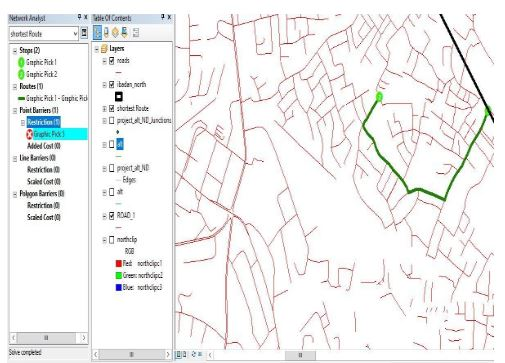 Network Analyst
shortest Route
Stops (2)
Graphic Pick 1
Graphic Pick 2
Routes (1)
Graphic Pick 1 - Graphic Pick
Point Barriers (1)
Restriction (1)
Graphic Pick 3
Added Cost (0)
Line Barriers (0)
Restriction (0)
Scaled Cost (0)
Polygon Barriers (0)
Restriction (0)
Scaled Cost (0)
Solve completed
Table Of Contents
Layers
roads
ibadan_north
shortest Route
project_alt_ND_Junctions
alt
project_alt_ND
Edges
alt
ROAD_1
northclip
RGB
Red: northclipc1
Green: northclipc2
Blue: northclipc3